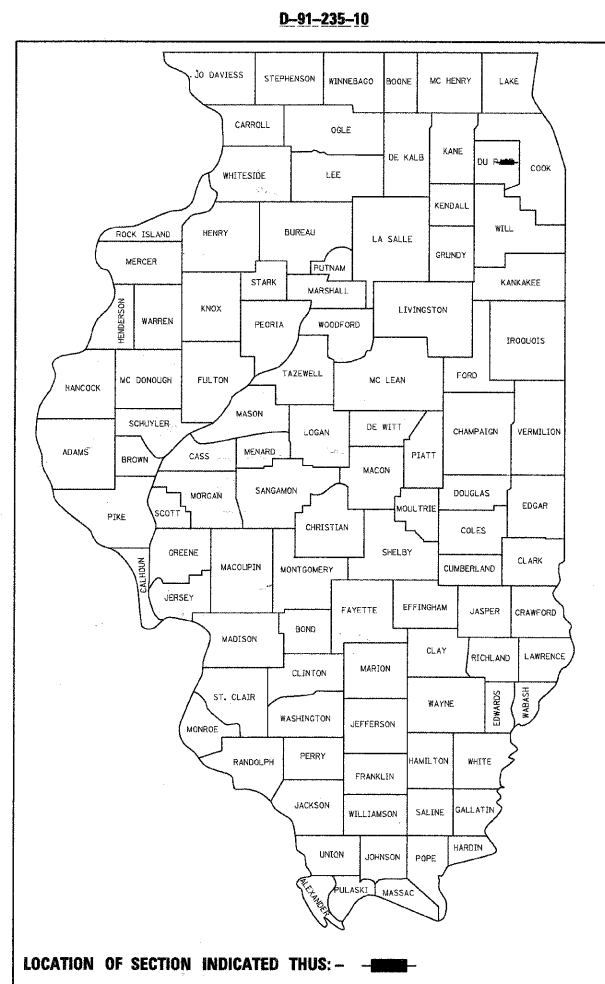 D-91-235-10
JO DAVIESS STEPHENSON WINNEBAGO BOONE MC HENRY LAKE
CARROLL OGLE
DE KALB KANE DU COOK
WHITESIDE LEE
KENDALL
ROCK ISLAND HENRY BUREAU LA SALLE WILL
MERCER PUTNAM GRUNDY
STARK MARSHALL KANKAKEE
HENDERSON WARREN KNOX LIVINGSTON
PEORIA WOODFORD IROQUOIS
HANCOCK MC DONOUGH FULTON TAZEWELL MC LEAN FORD
MASON
SCHUYLER LOGAN DE WITT CHAMPAIGN VERMILION
ADAMS BROWN CASS MENARD PIATT
MACON
MORGAN SANGAMON DOUGLAS
PIKE SCOTT MOULTRIE EDGAR
CHRISTIAN COLES
GREENE SHELBY
CALHOUN MACOUPIN MONTGOMERY CUMBERLAND CLARK
JERSEY
FAYETTE EFFINGHAM JASPER CRAWFORD
MADISON BOND
CLAY RICHLAND LAWRENCE
CLINTON MARION
ST. CLAIR WAYNE EDWARDS WABASH
WASHINGTON JEFFERSON
MONROE
RANDOLPH PERRY HAMILTON WHITE
FRANKLIN
JACKSON WILLIAMSON SALINE GALLATIN
UNION JOHNSON POPE HARDIN
ALEXANDER PULASKI MASSAC
LOCATION OF SECTION INDICATED THUS:-